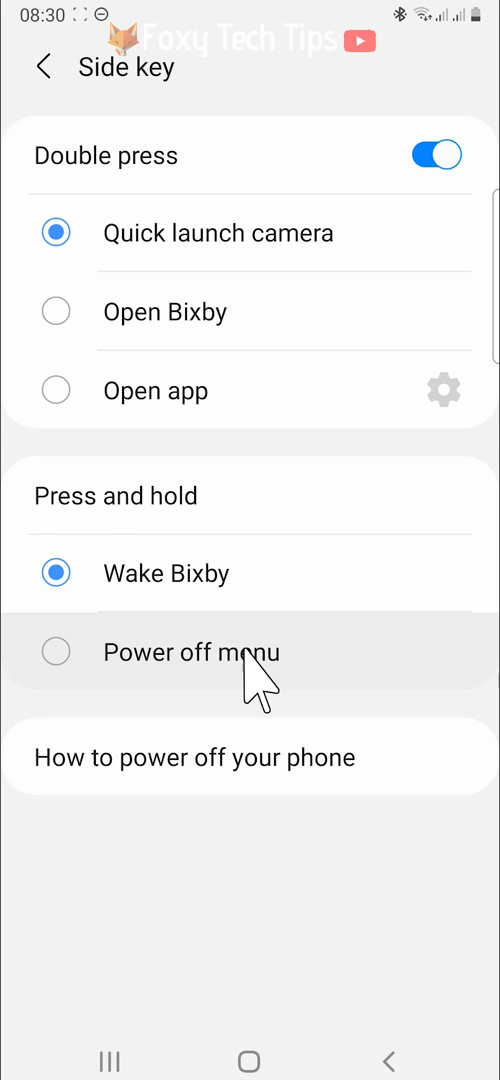 08:30
Foxy Tech Tips
Side key
Double press
Quick launch camera
Open Bixby
Open app
Press and hold
Wake Bixby
Power off menu
How to power off your phone